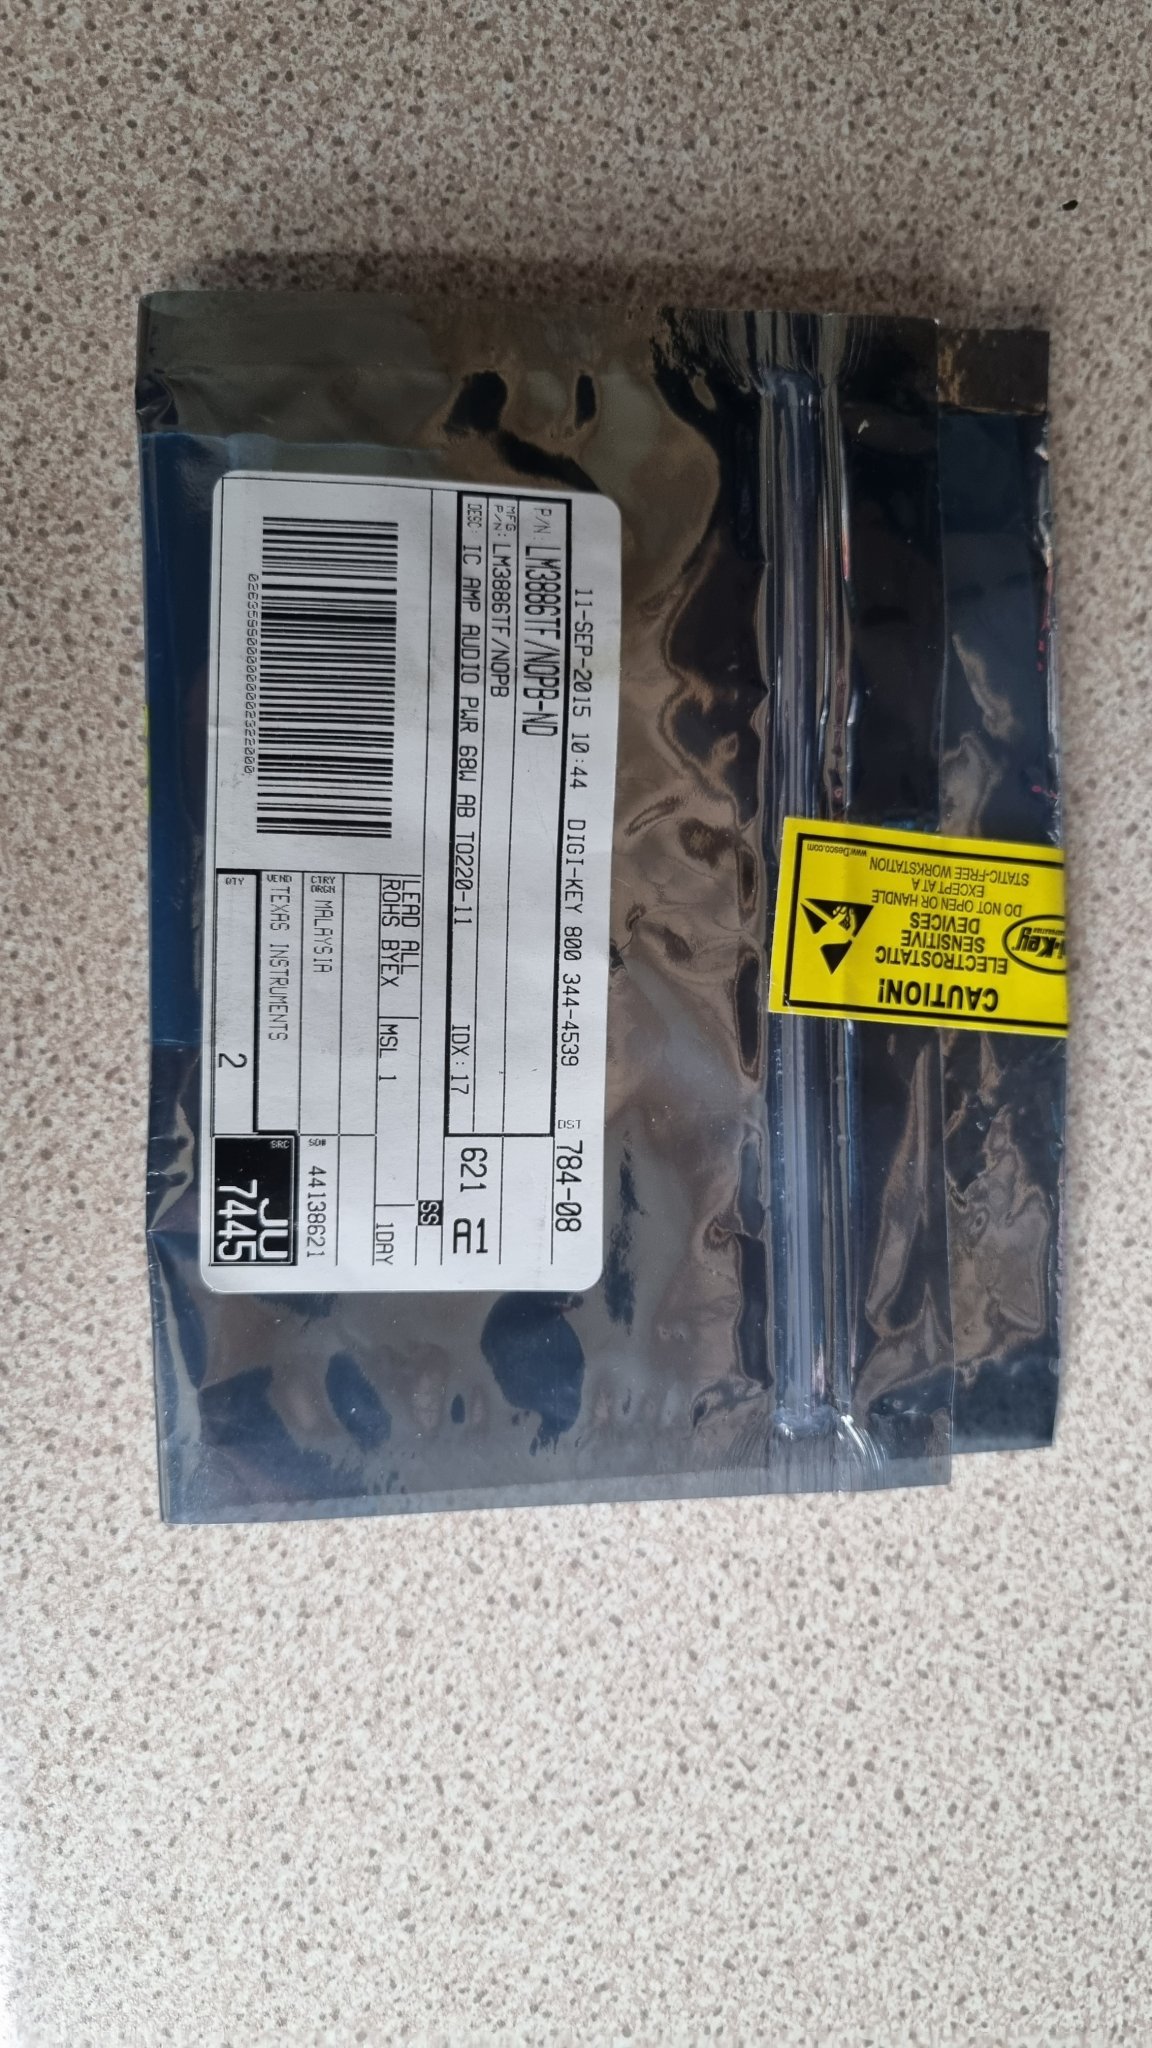 11-SEP-2015 10:44 DIGI-KEY 800 344-4539 DST 784-08
P/N: LM3886TF/NOPB-ND
MFG P/N: LM3886TF/NOPB
DESC: IC AMP AUDIO PWR 68W AB TO220-11 IDX:17
621 A1
SS
LEAD ALL
ROHS BYEX MSL 1 1DAY
CTRY ORGN MALAYSIA
SO# 44138621
VEND TEXAS INSTRUMENTS
QTY 2
SRC JU
7445
CAUTION!
ELECTROSTATIC
SENSITIVE
DEVICES
DO NOT OPEN OR HANDLE
EXCEPT AT A
STATIC-FREE WORKSTATION
www.Desco.com
i-Key
CORPORATION